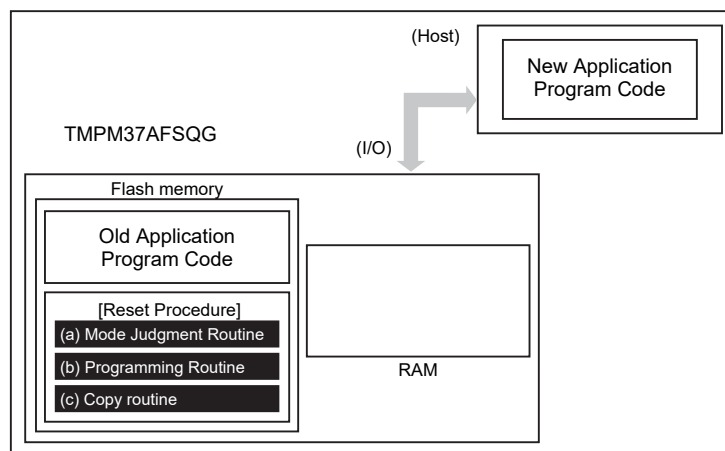 (Host)
New Application
Program Code
TMPM37AFSQG
(I/O)
Flash memory
Old Application
Program Code
[Reset Procedure]
(a) Mode Judgment Routine
(b) Programming Routine
(c) Copy routine
RAM